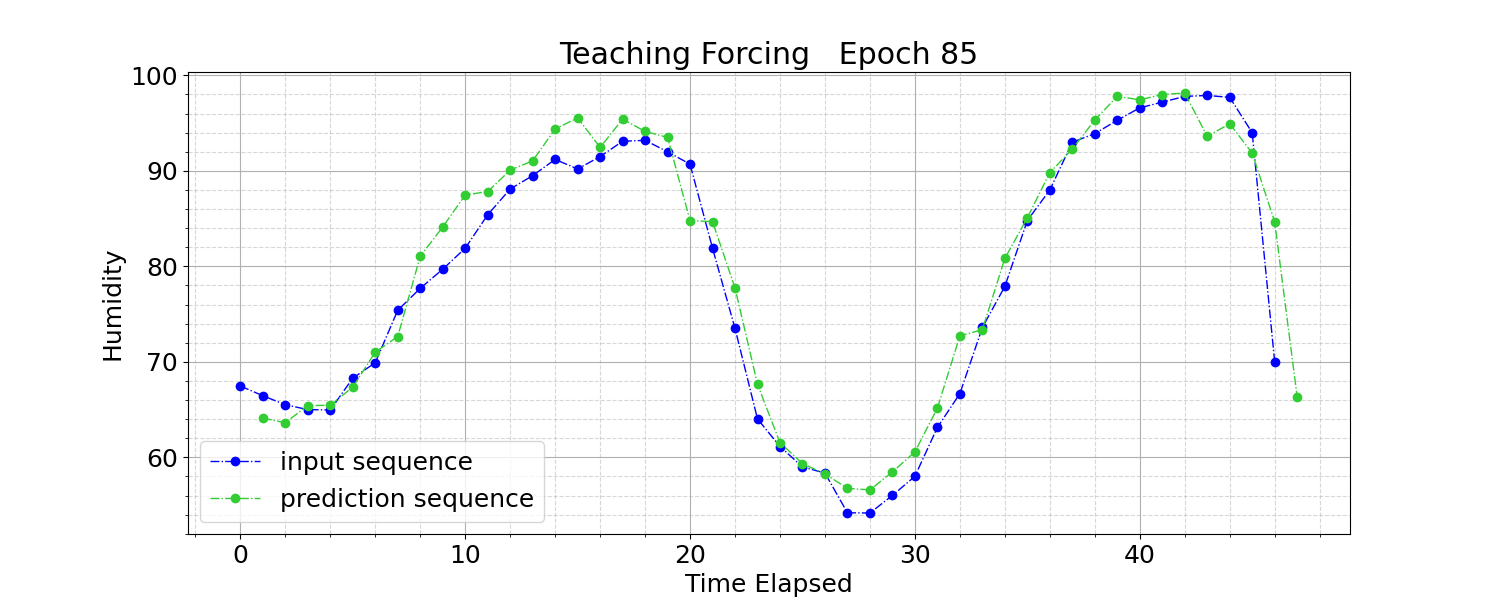 Teaching Forcing   Epoch 85
100
90
80
70
60
Humidity
input sequence
prediction sequence
0 10 20 30 40
Time Elapsed